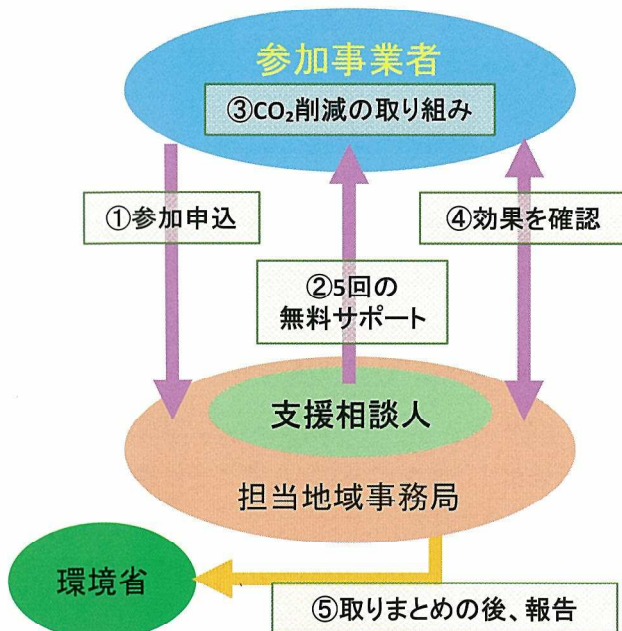 参加事業者
③CO₂削減の取り組み
①参加申込
④効果を確認
②5回の
無料サポート
支援相談人
担当地域事務局
環境省
⑤取りまとめの後、報告